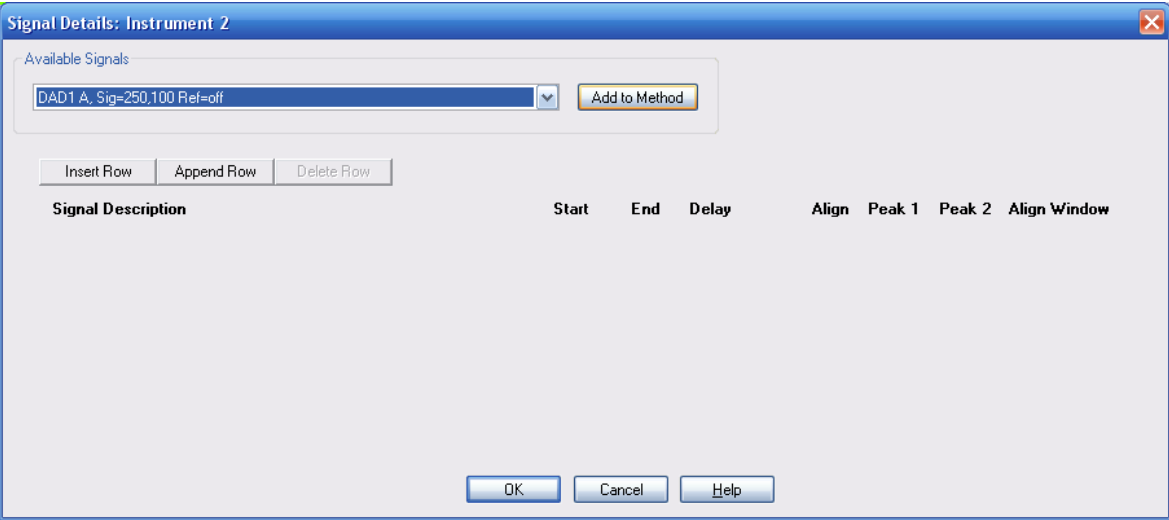 Signal Details: Instrument 2
Available Signals
DAD1 A, Sig=250,100 Ref=off
Add to Method
Insert Row Append Row Delete Row
Signal Description Start End Delay Align Peak 1 Peak 2 Align Window
OK Cancel Help